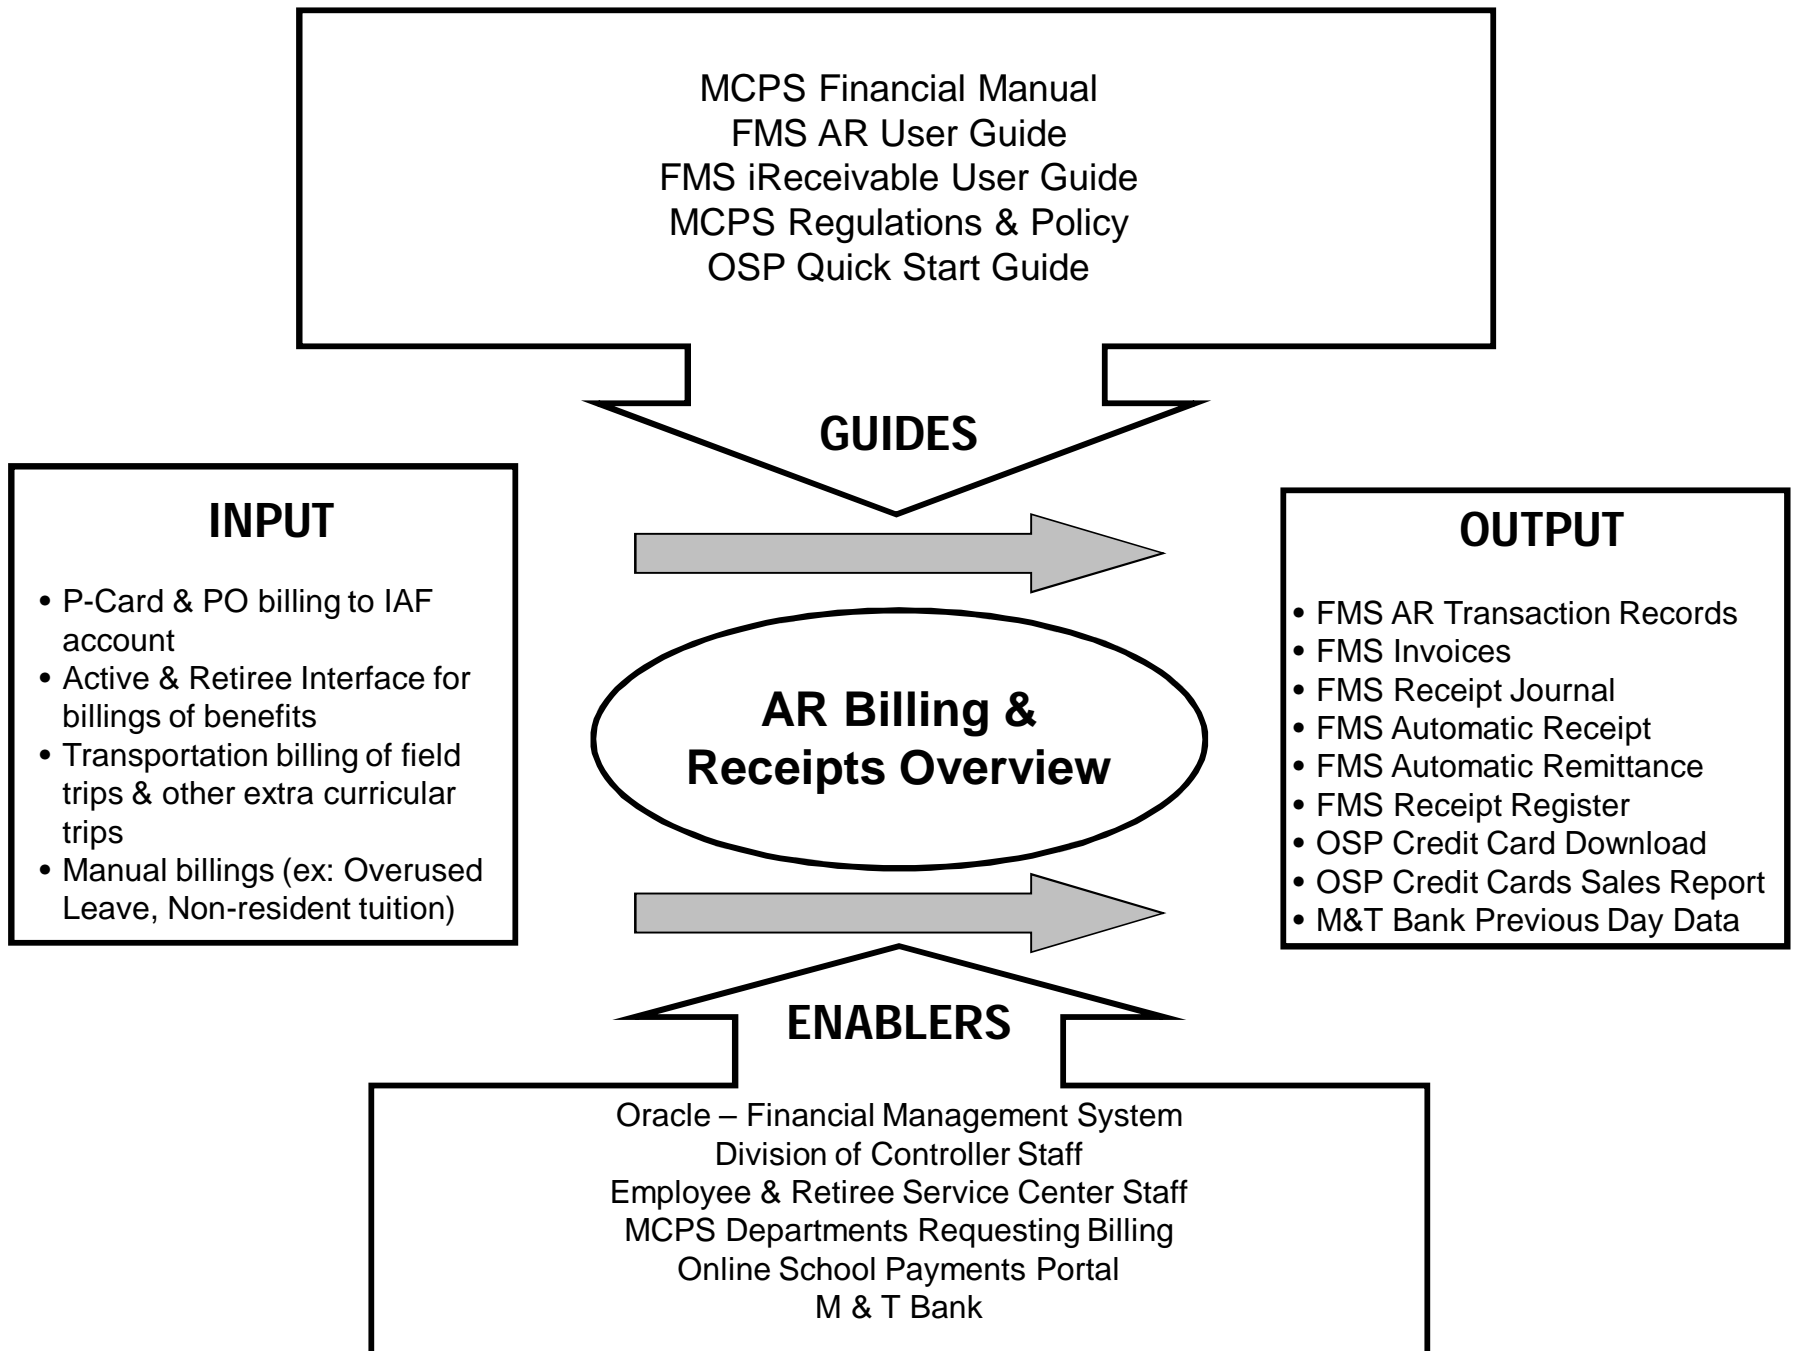 MCPS Financial Manual
FMS AR User Guide
FMS iReceivable User Guide
MCPS Regulations & Policy
OSP Quick Start Guide
GUIDES
INPUT
• P-Card & PO billing to IAF
account
• Active & Retiree Interface for
billings of benefits
• Transportation billing of field
trips & other extra curricular
trips
• Manual billings (ex: Overused
Leave, Non-resident tuition)
AR Billing &
Receipts Overview
OUTPUT
• FMS AR Transaction Records
• FMS Invoices
• FMS Receipt Journal
• FMS Automatic Receipt
• FMS Automatic Remittance
• FMS Receipt Register
• OSP Credit Card Download
• OSP Credit Cards Sales Report
• M&T Bank Previous Day Data
ENABLERS
Oracle – Financial Management System
Division of Controller Staff
Employee & Retiree Service Center Staff
MCPS Departments Requesting Billing
Online School Payments Portal
M & T Bank